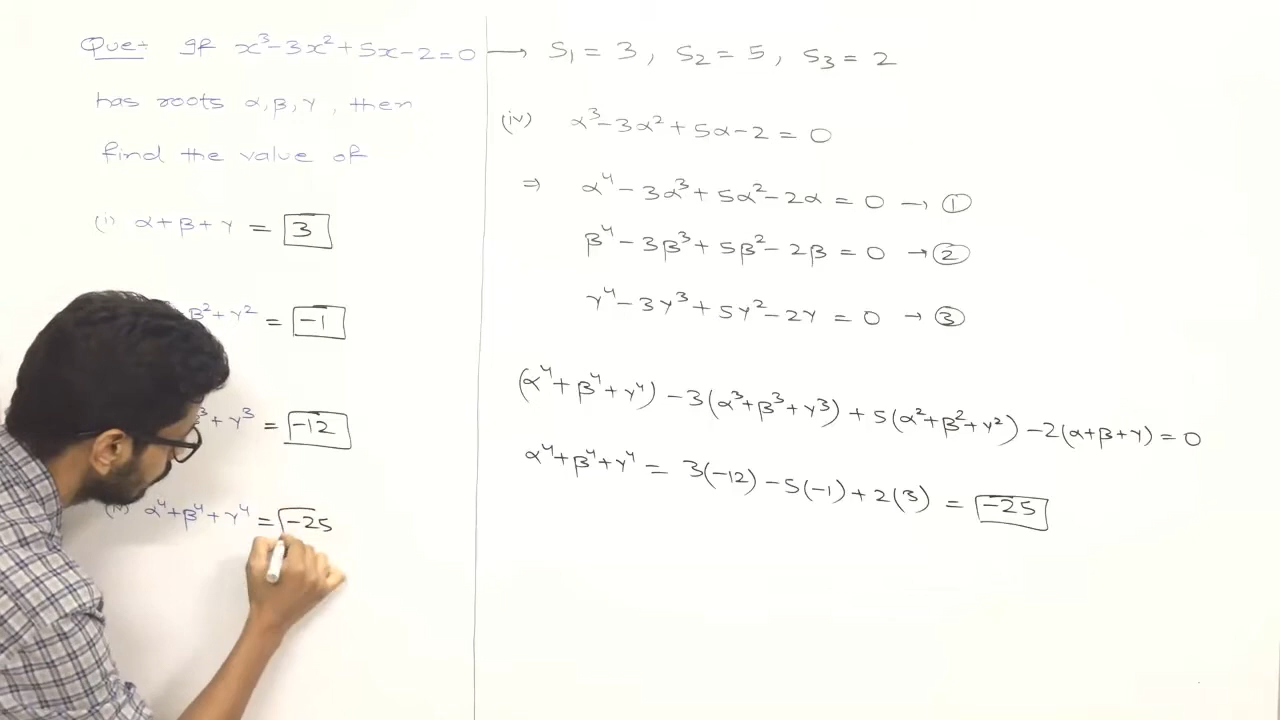 Que:- If x³-3x²+5x-2=0 → S₁ = 3, S₂ = 5, S₃ = 2
has roots α,β,γ, then
find the value of
(i) α+β+γ = 3
β²+γ² = -1
³+γ³ = -12
α⁴+β⁴+γ⁴ = -25
(iv) α³-3α²+5α-2 = 0
⇒ α⁴-3α³+5α²-2α = 0 → ①
β⁴-3β³+5β²-2β = 0 → ②
γ⁴-3γ³+5γ²-2γ = 0 → ③
(α⁴+β⁴+γ⁴)-3(α³+β³+γ³)+5(α²+β²+γ²)-2(α+β+γ)=0
α⁴+β⁴+γ⁴ = 3(-12)-5(-1)+2(3) = -25